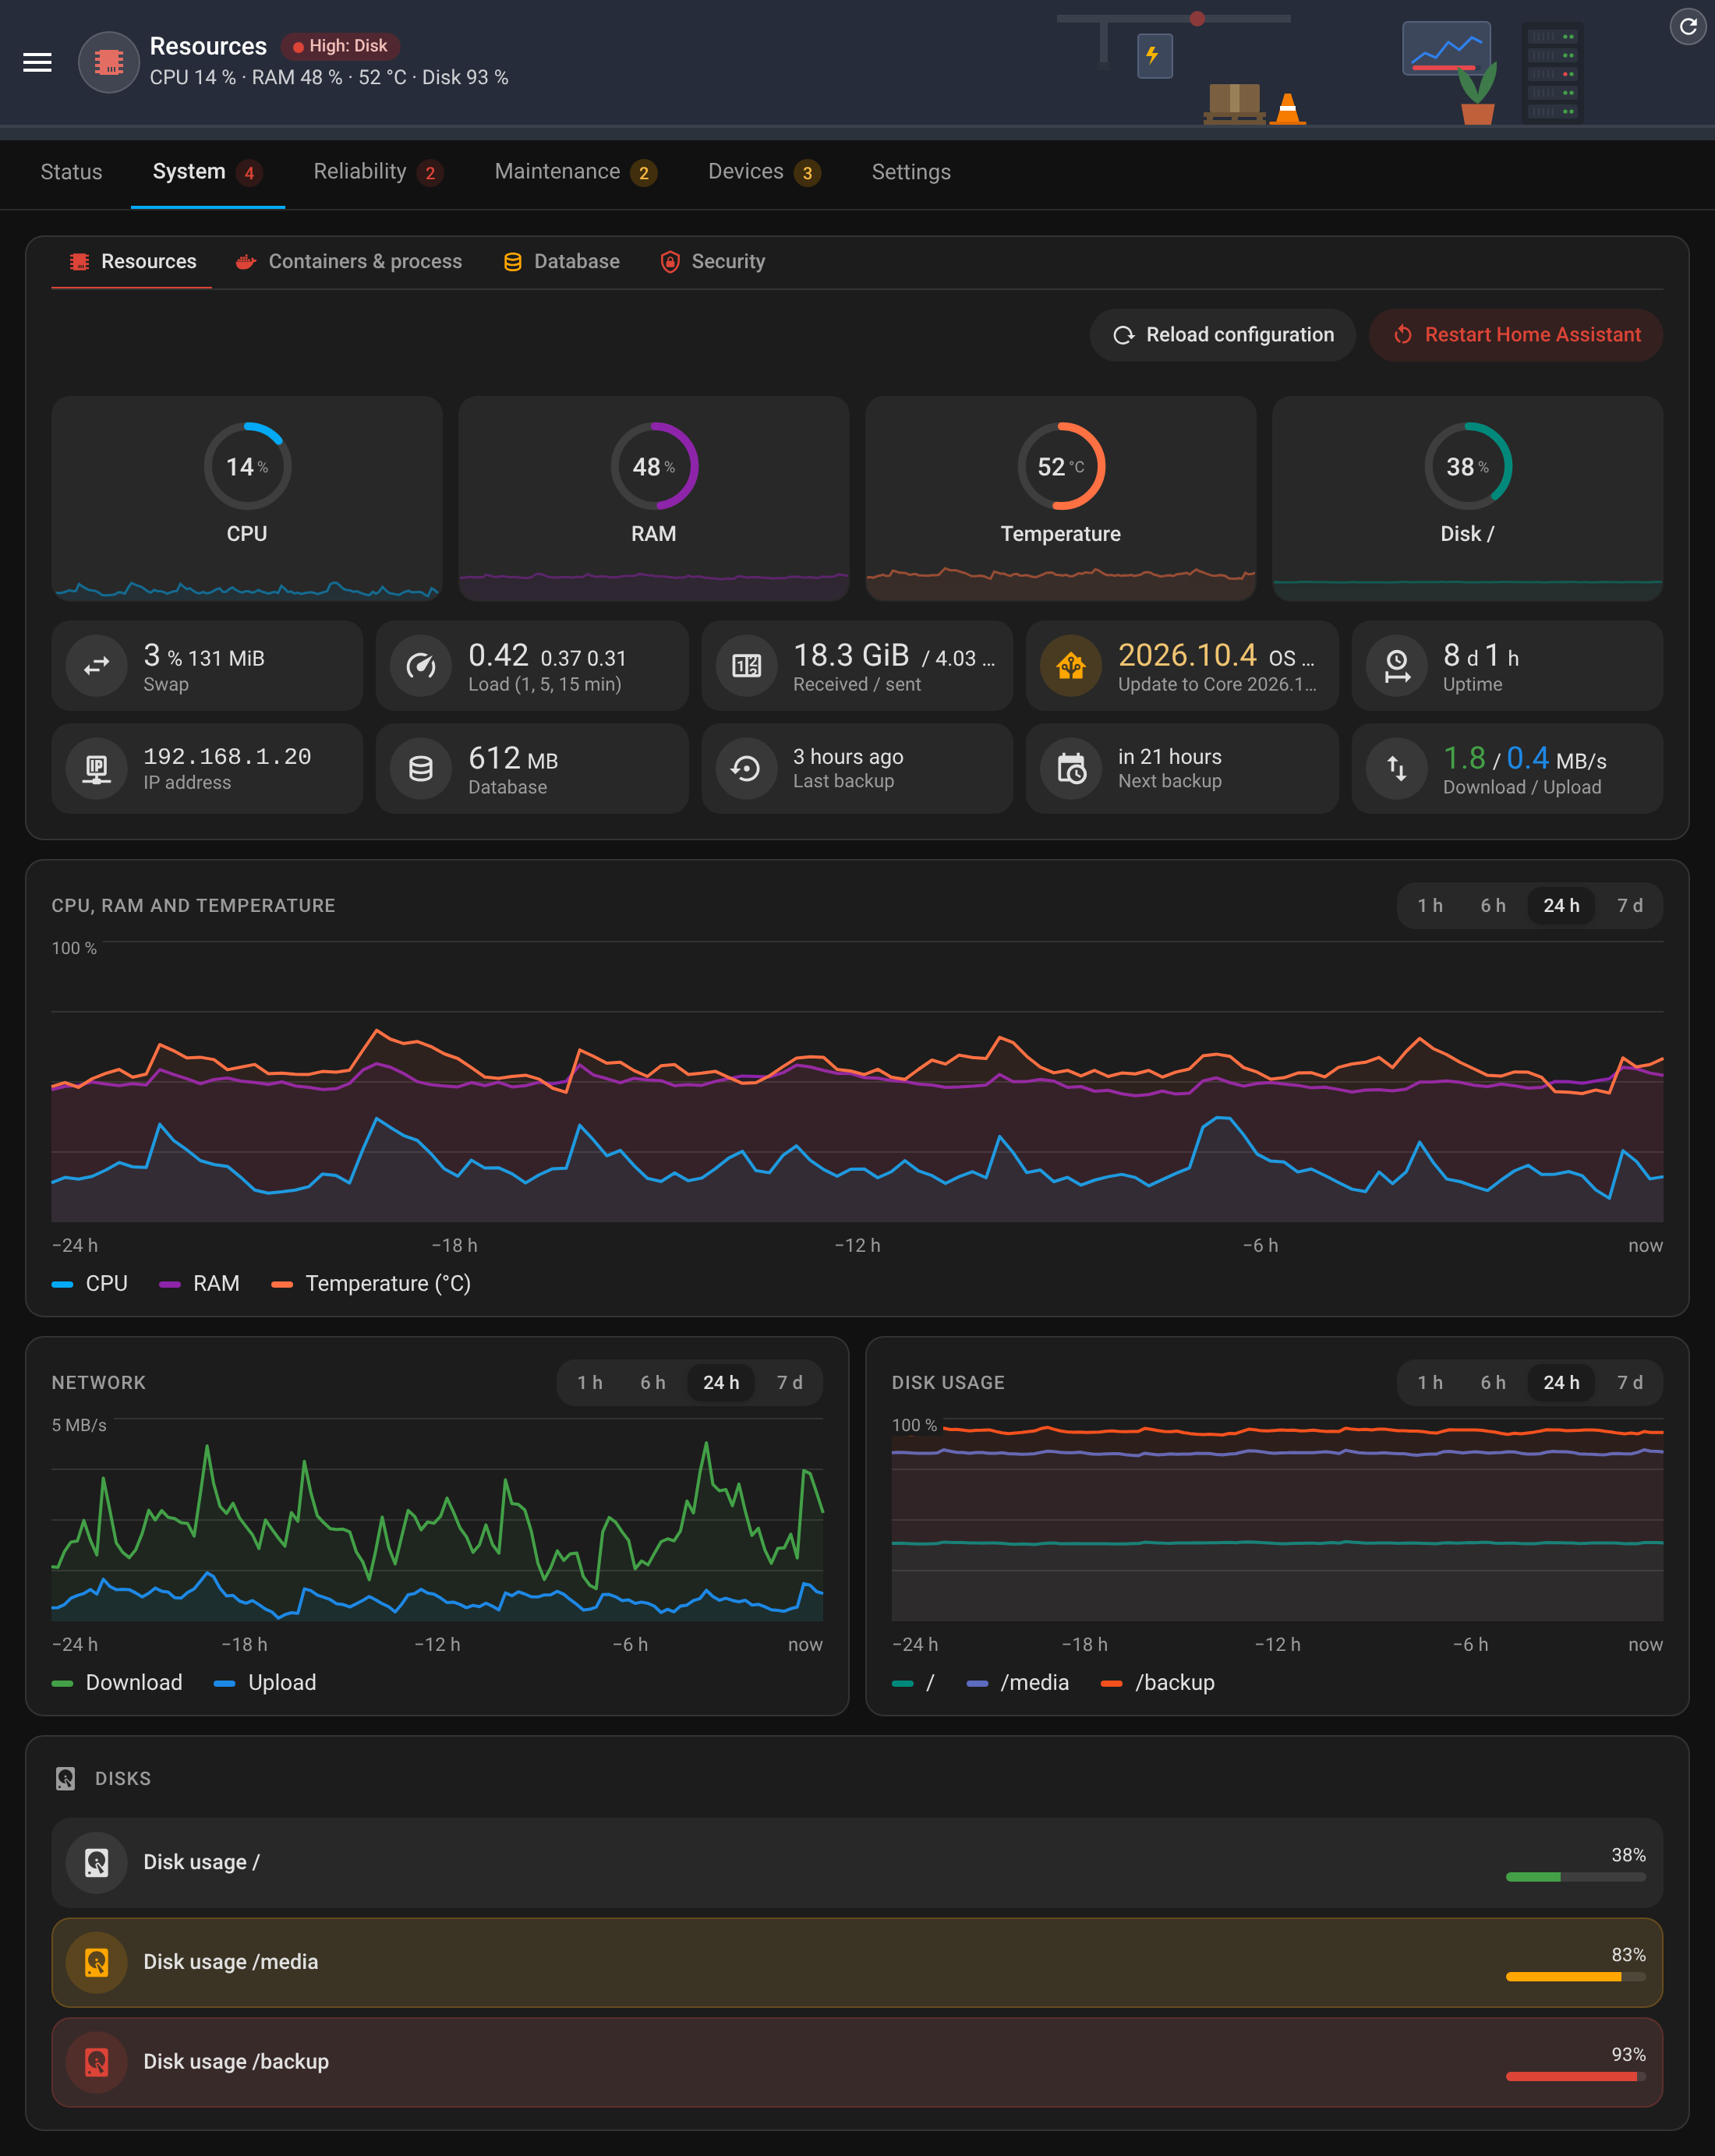 Resources High: Disk
CPU 14 % · RAM 48 % · 52 °C · Disk 93 %
Status System 4 Reliability 2 Maintenance 2 Devices 3 Settings
Resources Containers & process Database Security
Reload configuration Restart Home Assistant
14 % 48 % 52 °C 38 %
CPU RAM Temperature Disk /
3 % 131 MiB
Swap
0.42 0.37 0.31
Load (1, 5, 15 min)
18.3 GiB / 4.03 ...
Received / sent
2026.10.4 OS ...
Update to Core 2026.1...
8 d 1 h
Uptime
192.168.1.20
IP address
612 MB
Database
3 hours ago
Last backup
in 21 hours
Next backup
1.8 / 0.4 MB/s
Download / Upload
CPU, RAM AND TEMPERATURE 1 h 6 h 24 h 7 d
100 %
−24 h −18 h −12 h −6 h now
CPU RAM Temperature (°C)
NETWORK 1 h 6 h 24 h 7 d
5 MB/s
−24 h −18 h −12 h −6 h now
Download Upload
DISK USAGE 1 h 6 h 24 h 7 d
100 %
−24 h −18 h −12 h −6 h now
/ /media /backup
DISKS
Disk usage / 38%
Disk usage /media 83%
Disk usage /backup 93%